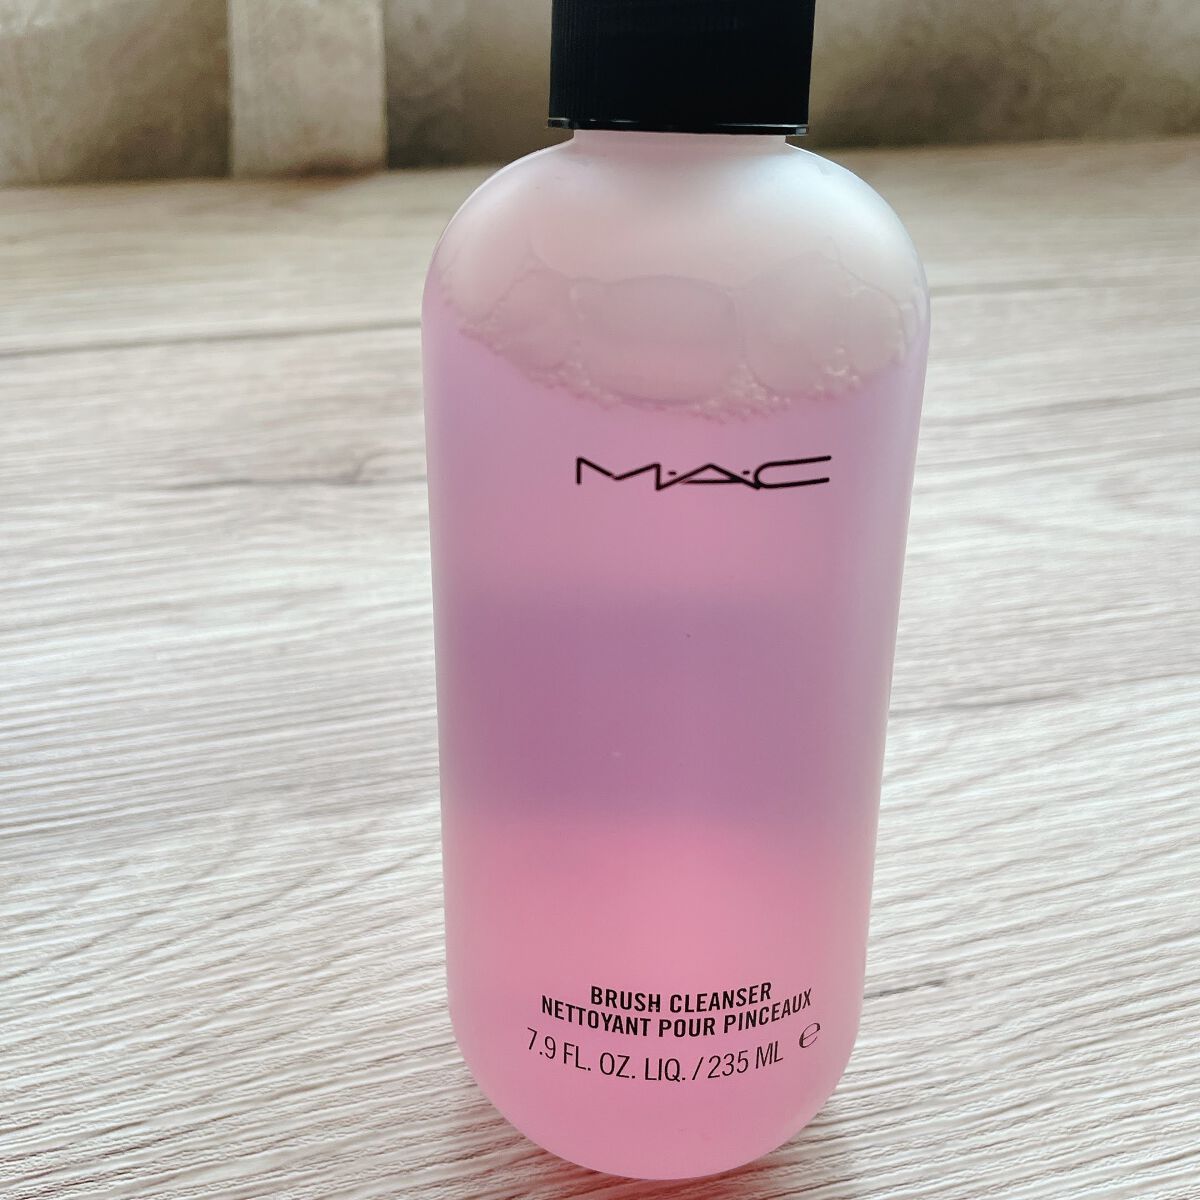 M·A·C
BRUSH CLEANSER
NETTOYANT POUR PINCEAUX
7.9 FL. OZ. LIQ. / 235 ML ℮